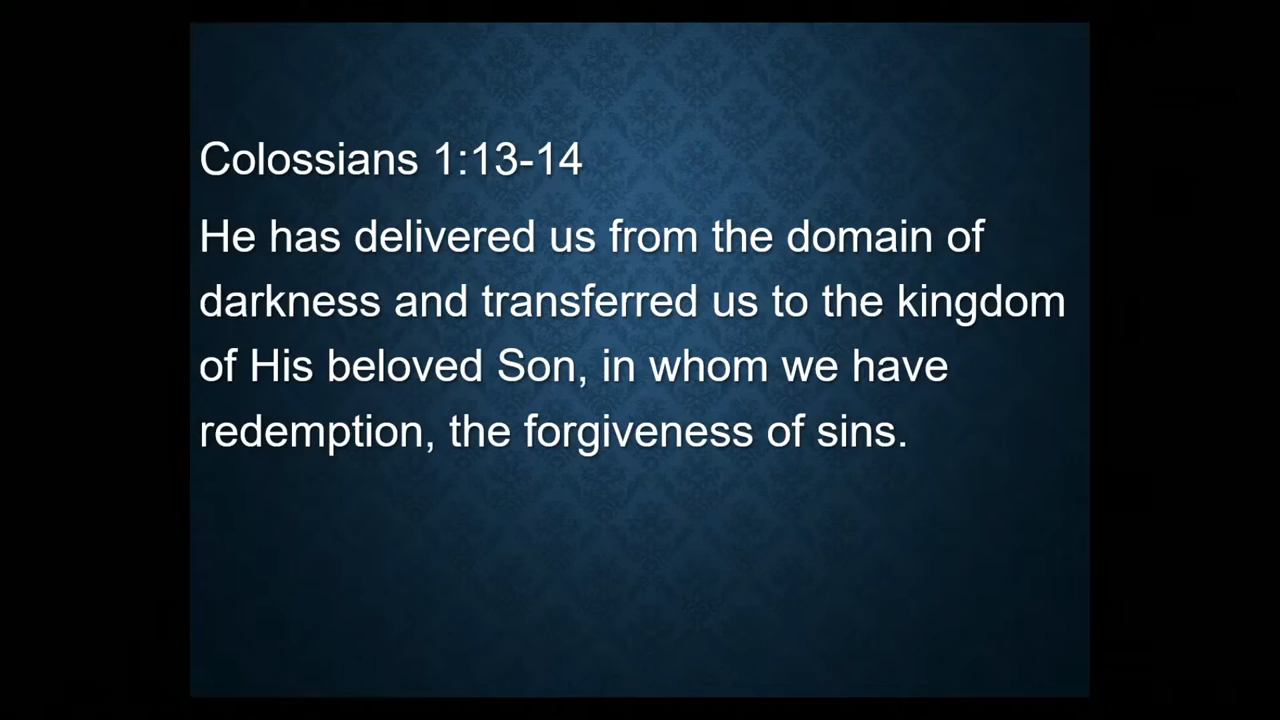 Colossians 1:13-14
He has delivered us from the domain of
darkness and transferred us to the kingdom
of His beloved Son, in whom we have
redemption, the forgiveness of sins.